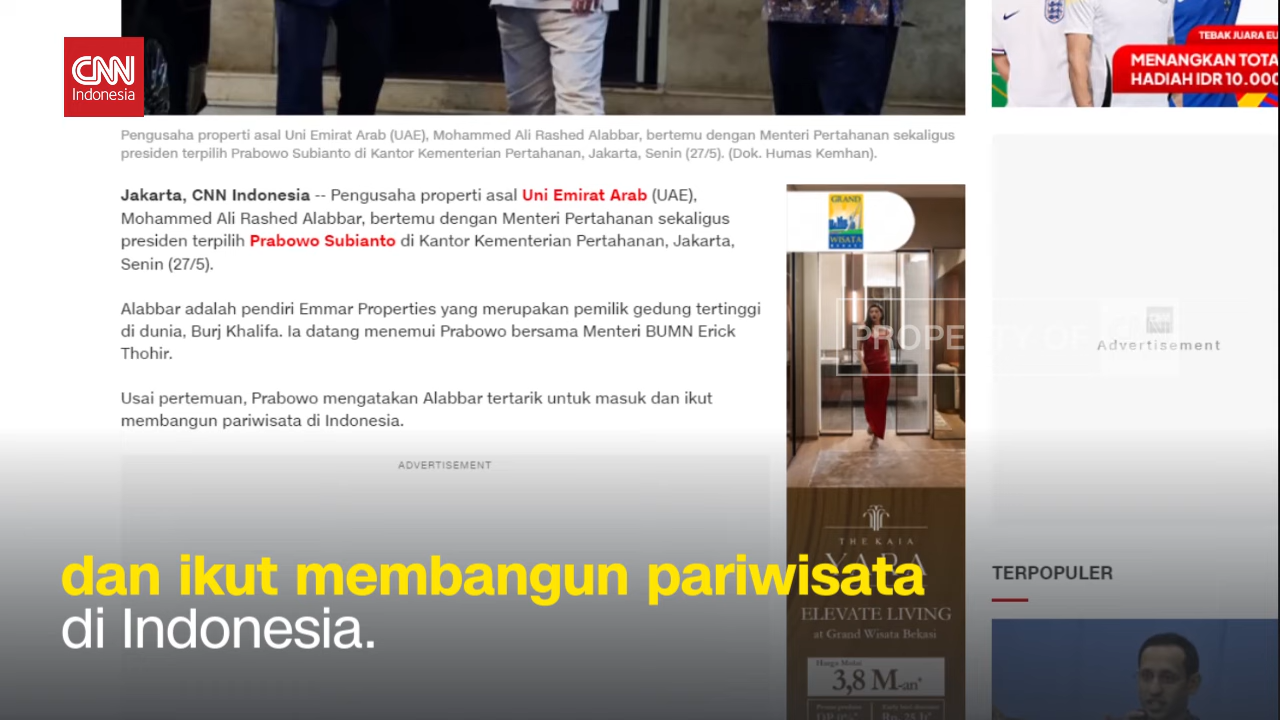 CNN
Indonesia
TEBAK JUARA EU
MENANGKAN TOTA
HADIAH IDR 10.000
Pengusaha properti asal Uni Emirat Arab (UAE), Mohammed Ali Rashed Alabbar, bertemu dengan Menteri Pertahanan sekaligus
presiden terpilih Prabowo Subianto di Kantor Kementerian Pertahanan, Jakarta, Senin (27/5). (Dok. Humas Kemhan).
Jakarta, CNN Indonesia -- Pengusaha properti asal Uni Emirat Arab (UAE),
Mohammed Ali Rashed Alabbar, bertemu dengan Menteri Pertahanan sekaligus
presiden terpilih Prabowo Subianto di Kantor Kementerian Pertahanan, Jakarta,
Senin (27/5).
Alabbar adalah pendiri Emmar Properties yang merupakan pemilik gedung tertinggi
di dunia, Burj Khalifa. Ia datang menemui Prabowo bersama Menteri BUMN Erick
Thohir.
Usai pertemuan, Prabowo mengatakan Alabbar tertarik untuk masuk dan ikut
membangun pariwisata di Indonesia.
ADVERTISEMENT
GRAND
WISATA
BEKASI
PROPERTY OF
Advertisement
THE KAIA
YARA
ELEVATE LIVING
at Grand Wisata Bekasi
Harga Mulai
3,8 M-an*
TERPOPULER
dan ikut membangun pariwisata
di Indonesia.